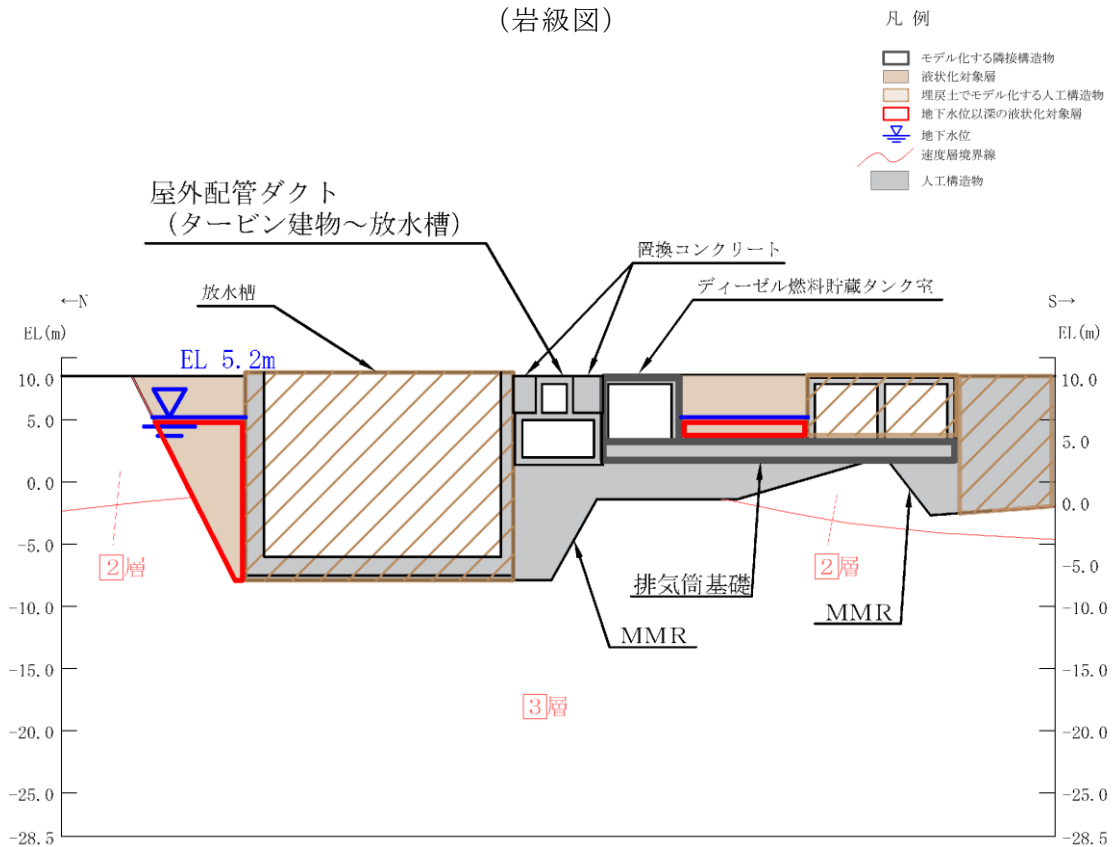 (岩級図)
凡 例
モデル化する隣接構造物
液状化対象層
埋戻土でモデル化する人工構造物
地下水位以深の液状化対象層
地下水位
速度層境界線
人工構造物
屋外配管ダクト
(タービン建物~放水槽)
置換コンクリート
放水槽
ディーゼル燃料貯蔵タンク室
←N
S→
EL(m)
EL(m)
EL 5.2m
10.0
10.0
5.0
5.0
0.0
0.0
2層
-5.0
2層
-5.0
排気筒基礎
MMR
-10.0
-10.0
MMR
-15.0
-15.0
3層
-20.0
-20.0
-25.0
-25.0
-28.5
-28.5